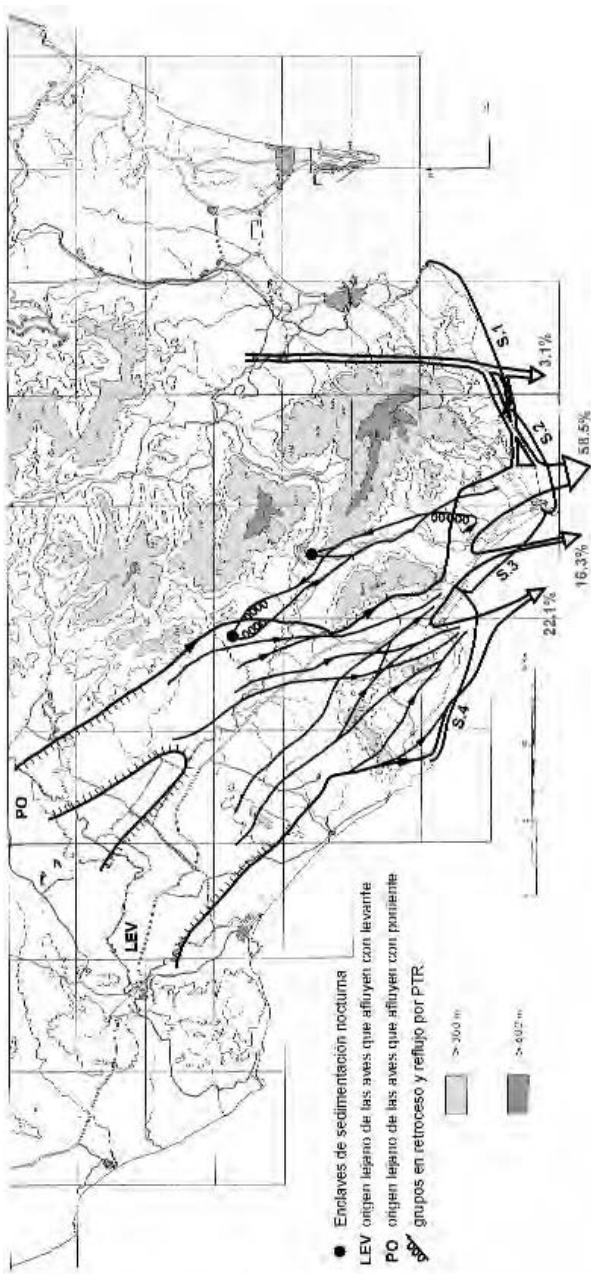 PO
LEV
S.1
S.2
S.3
S.4
3.1%
58.5%
16.3%
22.1%
Enclaves de sedimentación nocturna
LEV origen lejano de las aves que afluyen con levante
PO origen lejano de las aves que afluyen con poniente
grupos en retroceso y reflujo por PTR
> 300 m
> 600 m